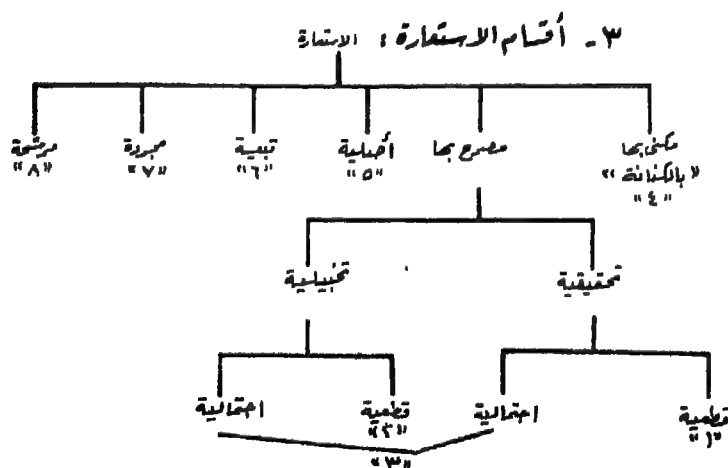 ٣- أقسام الاستعارة : الاستعارة
مكنى بها مصرح بها أصلية تبعية مجردة مرشحة
"بالكناية" "٥" "٦" "٧" "٨"
"٤"
تحقيقية تخييلية
قطعية احتمالية قطعية احتمالية
"١" "٢"
"٣"